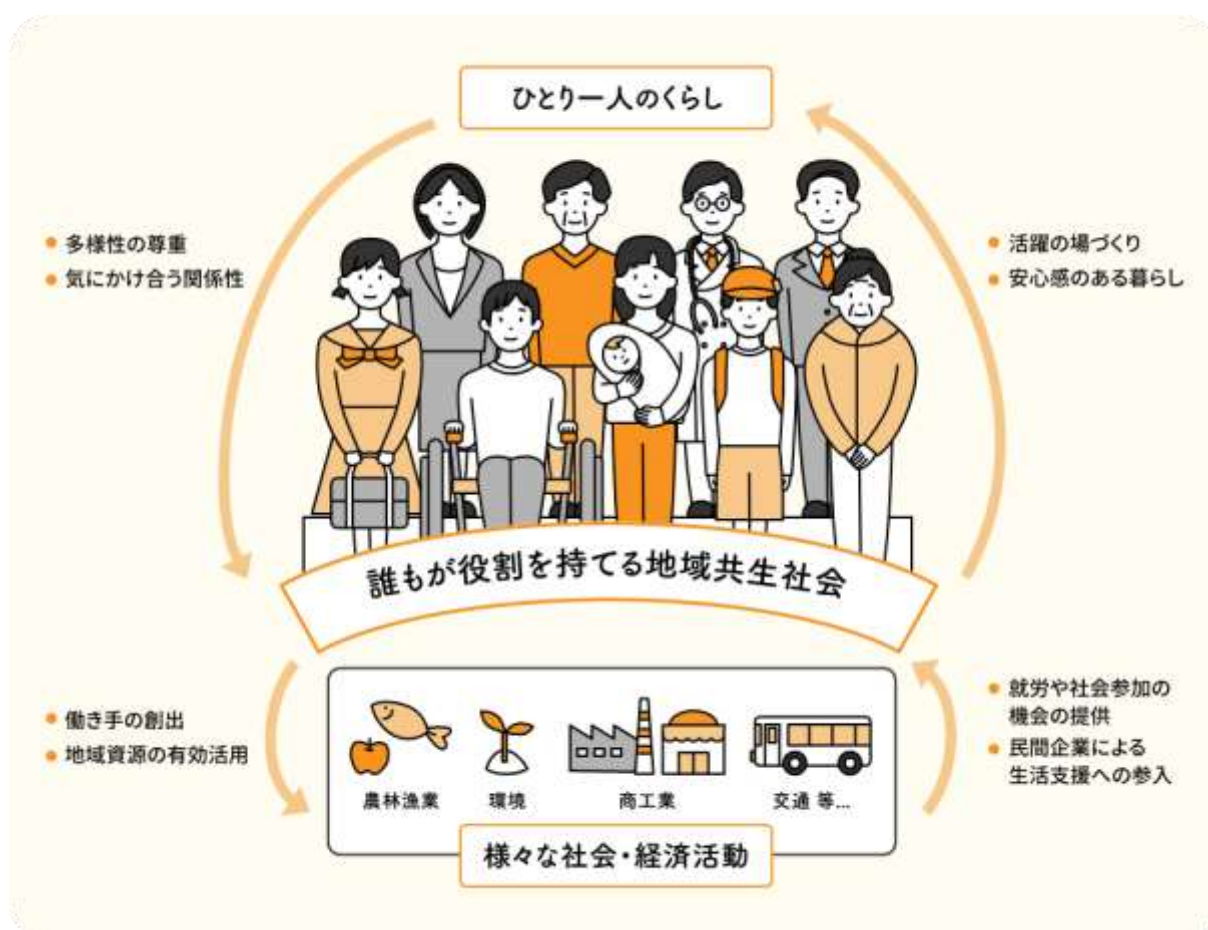 ひとり一人のくらし
● 多様性の尊重
● 気にかけ合う関係性
● 活躍の場づくり
● 安心感のある暮らし
誰もが役割を持てる地域共生社会
● 働き手の創出
● 地域資源の有効活用
● 就労や社会参加の
機会の提供
● 民間企業による
生活支援への参入
農林漁業 環境 商工業 交通 等...
様々な社会・経済活動